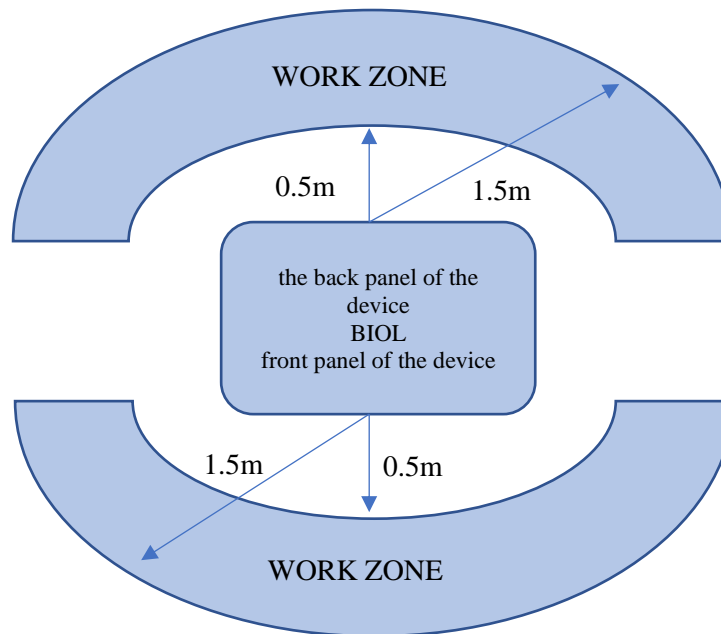 WORK ZONE
0.5m
1.5m
the back panel of the
device
BIOL
front panel of the device
1.5m
0.5m
WORK ZONE